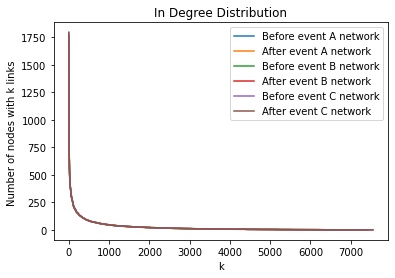 In Degree Distribution
Number of nodes with k links
1750
1500
1250
1000
750
500
250
0
Before event A network
After event A network
Before event B network
After event B network
Before event C network
After event C network
0 1000 2000 3000 4000 5000 6000 7000
k